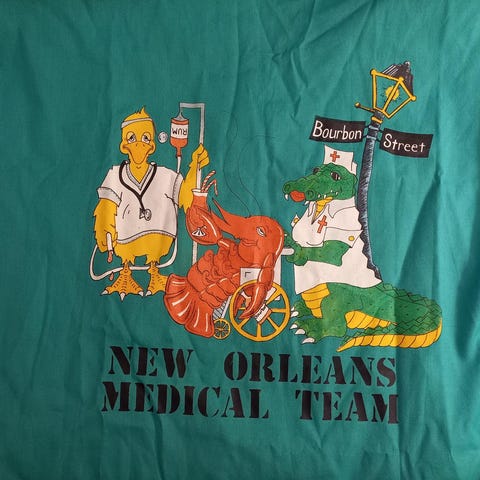 RUM
Bourbon
Street
NEW ORLEANS
MEDICAL TEAM